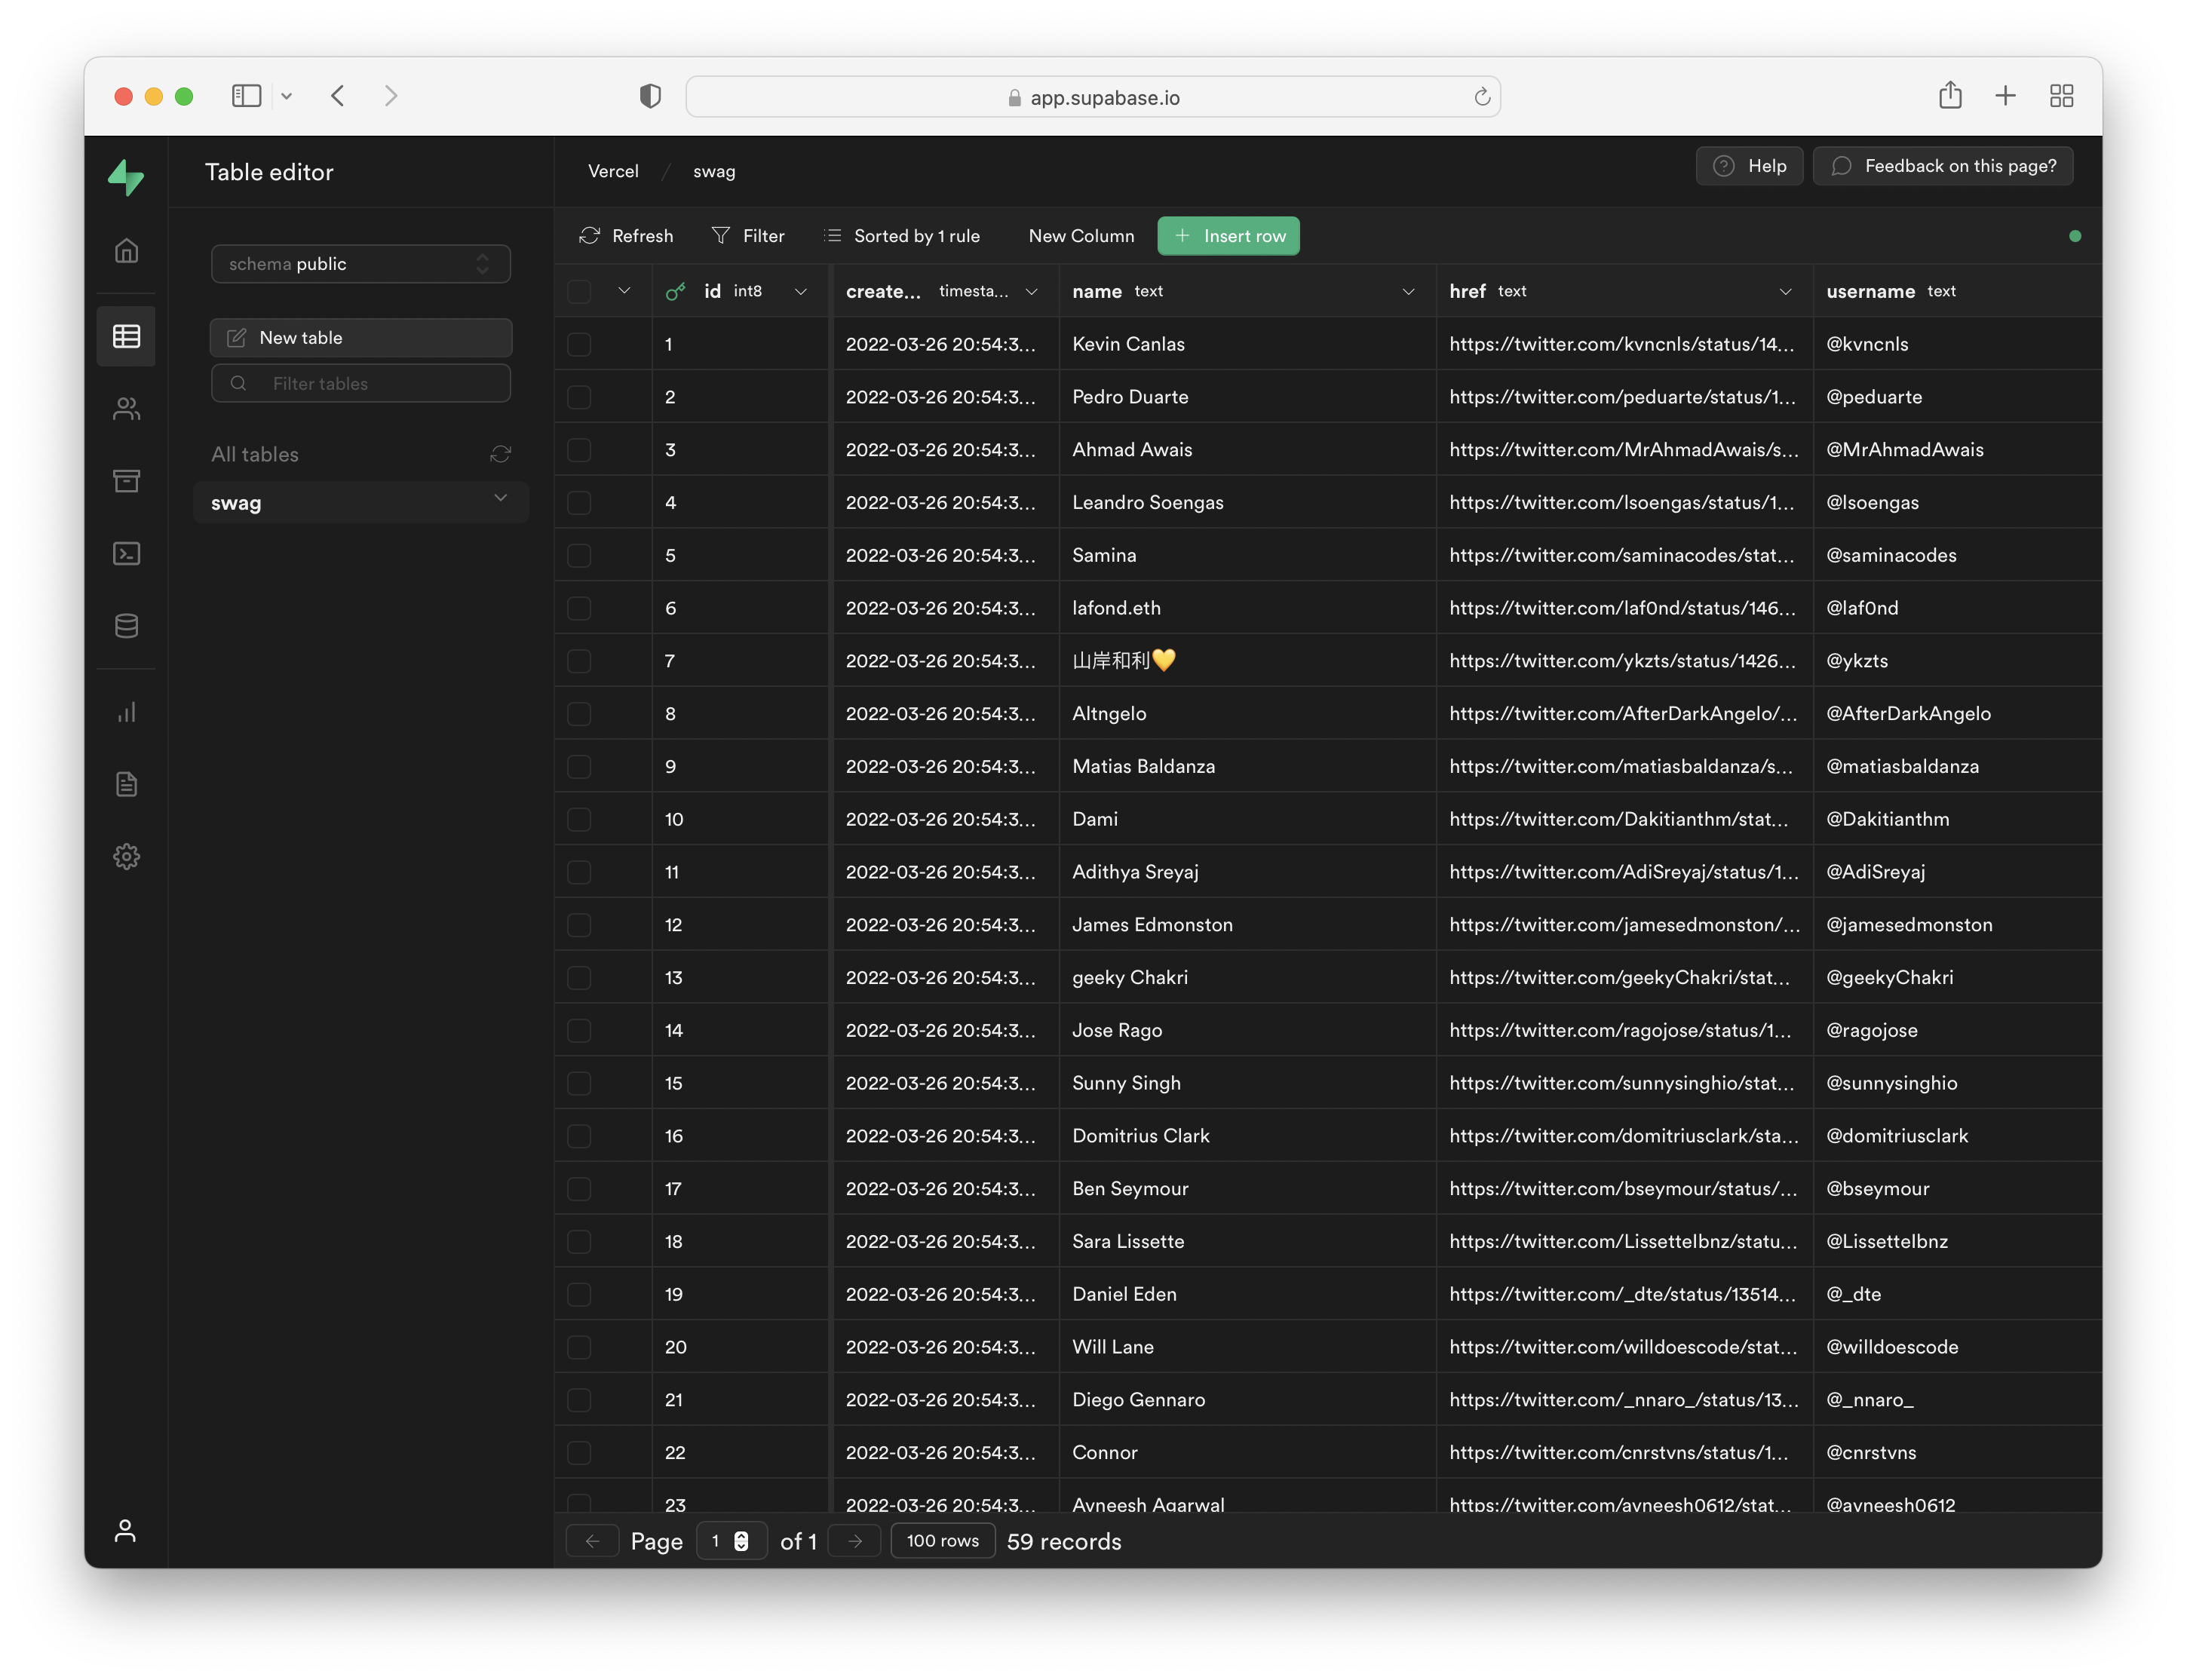 app.supabase.io
Table editor
Vercel / swag
Help
Feedback on this page?
schema public
New table
Filter tables
All tables
swag
Refresh Filter Sorted by 1 rule New Column + Insert row
id int8 create... timesta... name text href text username text
1 2022-03-26 20:54:3... Kevin Canlas https://twitter.com/kvncnls/status/14... @kvncnls
2 2022-03-26 20:54:3... Pedro Duarte https://twitter.com/peduarte/status/1... @peduarte
3 2022-03-26 20:54:3... Ahmad Awais https://twitter.com/MrAhmadAwais/s... @MrAhmadAwais
4 2022-03-26 20:54:3... Leandro Soengas https://twitter.com/lsoengas/status/1... @lsoengas
5 2022-03-26 20:54:3... Samina https://twitter.com/saminacodes/stat... @saminacodes
6 2022-03-26 20:54:3... lafond.eth https://twitter.com/laf0nd/status/146... @laf0nd
7 2022-03-26 20:54:3... 山岸和利💛 https://twitter.com/ykzts/status/1426... @ykzts
8 2022-03-26 20:54:3... Altngelo https://twitter.com/AfterDarkAngelo/... @AfterDarkAngelo
9 2022-03-26 20:54:3... Matias Baldanza https://twitter.com/matiasbaldanza/s... @matiasbaldanza
10 2022-03-26 20:54:3... Dami https://twitter.com/Dakitianthm/stat... @Dakitianthm
11 2022-03-26 20:54:3... Adithya Sreyaj https://twitter.com/AdiSreyaj/status/1... @AdiSreyaj
12 2022-03-26 20:54:3... James Edmonston https://twitter.com/jamesedmonston/... @jamesedmonston
13 2022-03-26 20:54:3... geeky Chakri https://twitter.com/geekyChakri/stat... @geekyChakri
14 2022-03-26 20:54:3... Jose Rago https://twitter.com/ragojose/status/1... @ragojose
15 2022-03-26 20:54:3... Sunny Singh https://twitter.com/sunnysinghio/stat... @sunnysinghio
16 2022-03-26 20:54:3... Domitrius Clark https://twitter.com/domitriusclark/sta... @domitriusclark
17 2022-03-26 20:54:3... Ben Seymour https://twitter.com/bseymour/status/... @bseymour
18 2022-03-26 20:54:3... Sara Lissette https://twitter.com/Lissettelbnz/statu... @Lissettelbnz
19 2022-03-26 20:54:3... Daniel Eden https://twitter.com/_dte/status/13514... @_dte
20 2022-03-26 20:54:3... Will Lane https://twitter.com/willdoescode/stat... @willdoescode
21 2022-03-26 20:54:3... Diego Gennaro https://twitter.com/_nnaro_/status/13... @_nnaro_
22 2022-03-26 20:54:3... Connor https://twitter.com/cnrstvns/status/1... @cnrstvns
23 2022-03-26 20:54:3... Avneesh Agarwal https://twitter.com/avneesh0612/stat... @avneesh0612
Page 1 of 1 100 rows 59 records